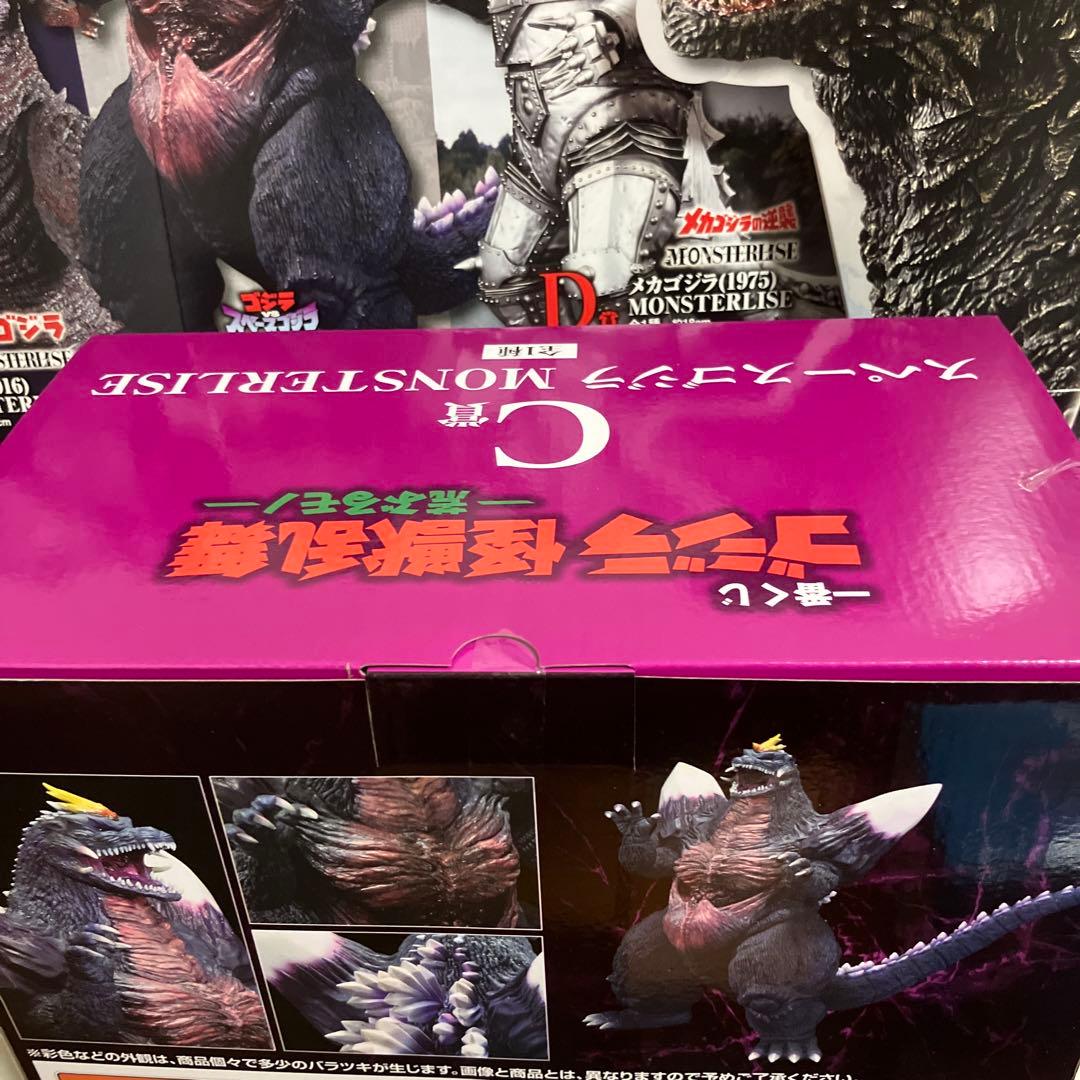 メカゴジラの逆襲
MONSTERLISE
メカゴジラ(1975)
D賞
MONSTERLISE
ゴジラ
VS
スペースゴジラ
ゴジラ
一番くじ
ゴジラ 怪獣乱舞
― 荒ぶるモノ ―
C賞
スペースゴジラ MONSTERLISE
全1種
※彩色などの外観は、商品個々で多少のバラツキが生じます。画像と商品とは、異なりますので予めご了承ください。